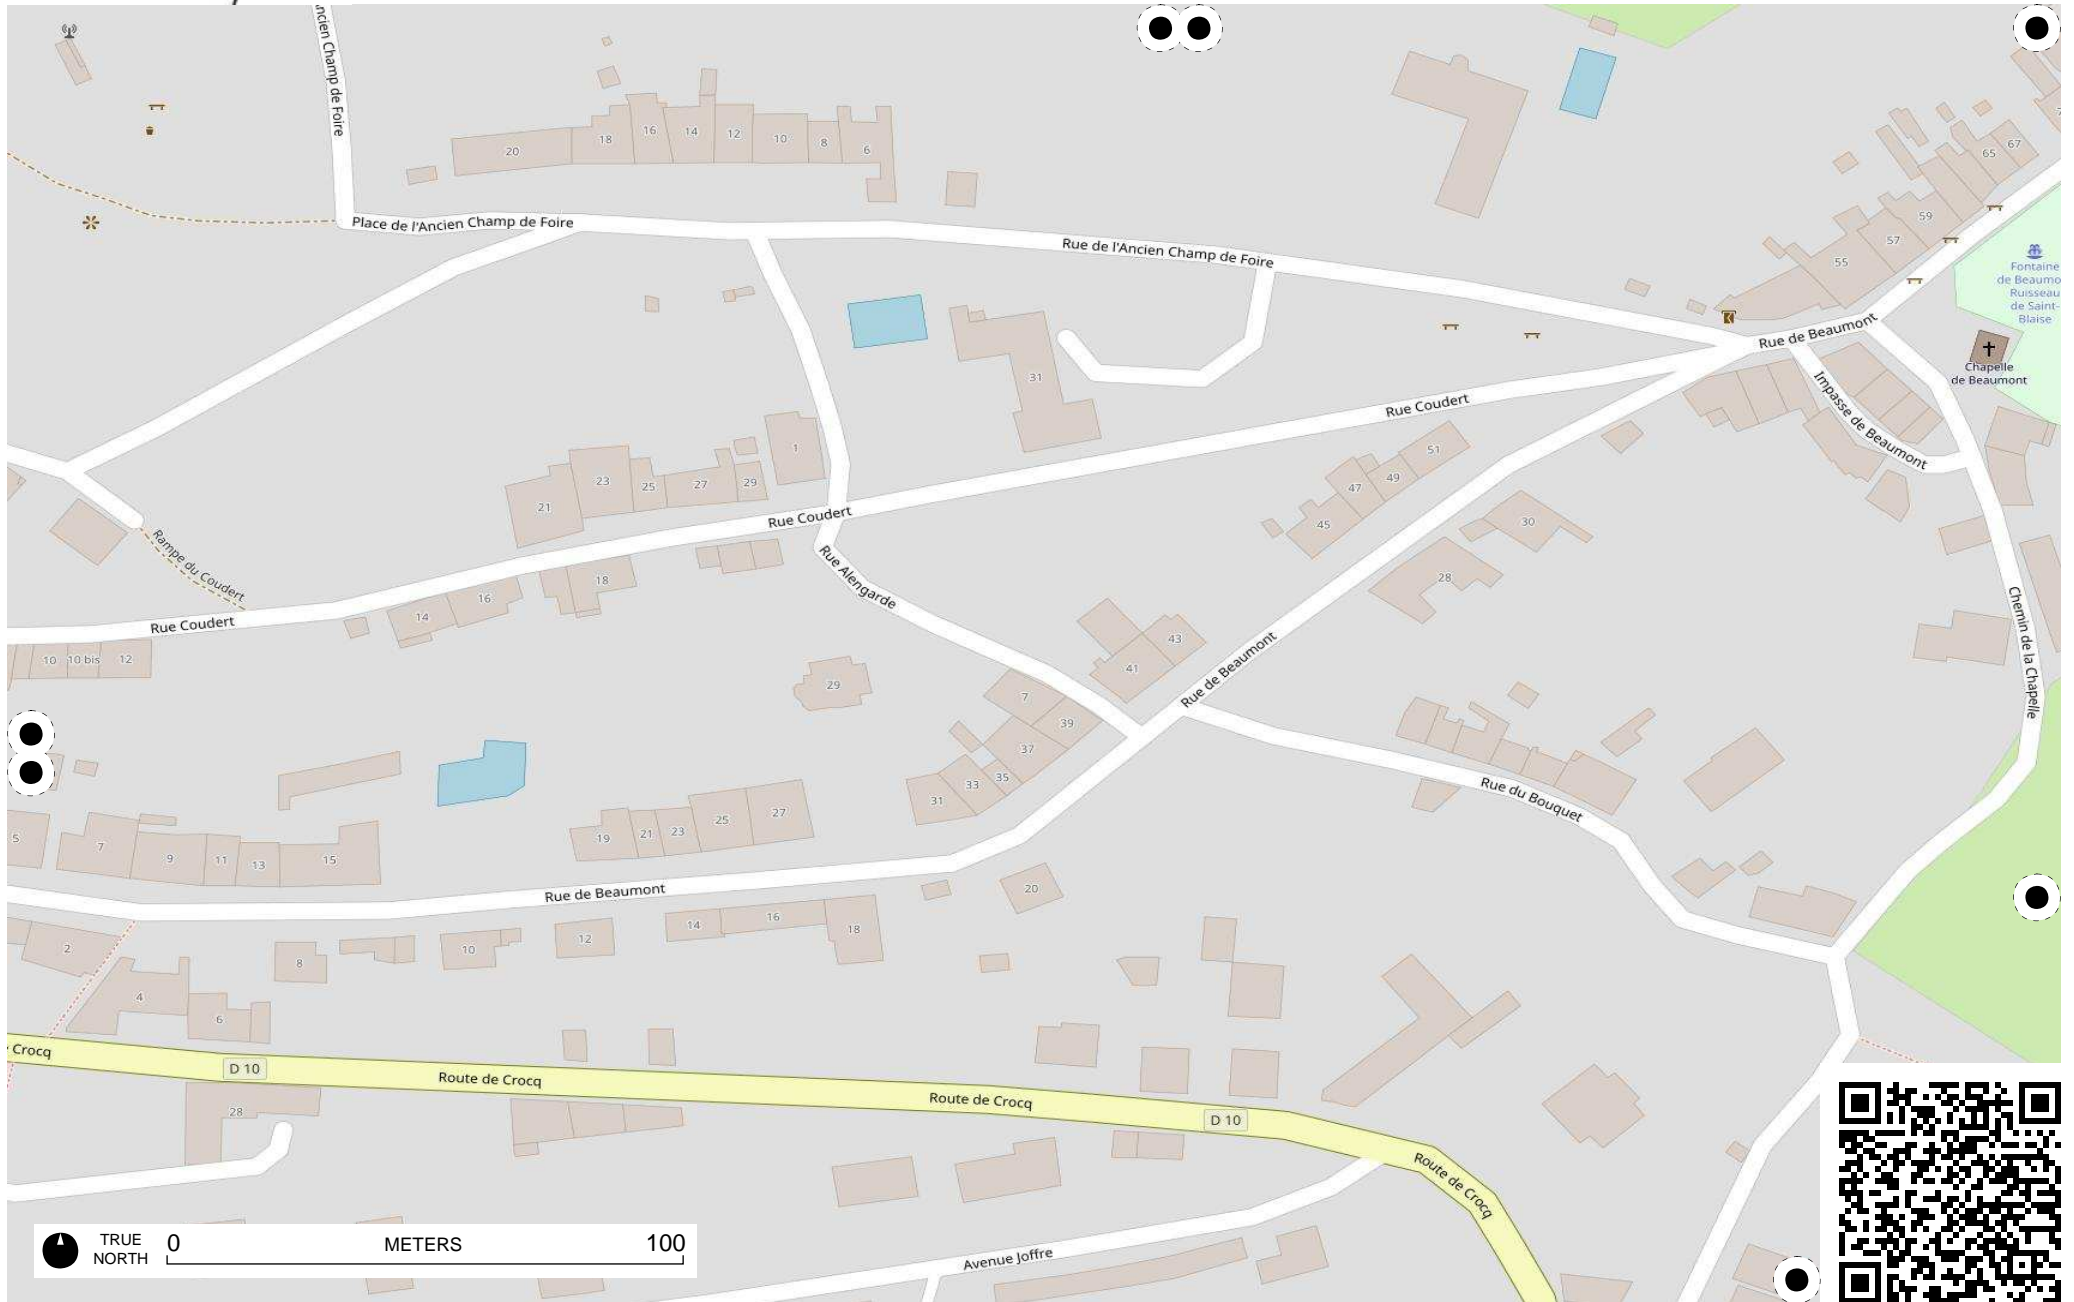 ncien Champ de Foire
20
18
16
14
12
10
8
6
Place de l'Ancien Champ de Foire
Rue de l'Ancien Champ de Foire
65
67
59
57
55
Fontaine
de Beaumo
Ruisseau
de Saint-
Blaise
Rue de Beaumont
Chapelle
de Beaumont
Impasse de Beaumont
31
Rue Coudert
1
21
23
25
27
29
Rue Coudert
51
49
47
45
30
28
Rampe du Coudert
Rue Coudert
18
16
14
Rue Alengarde
10
10 bis
12
Chemin de la Chapelle
43
41
Rue de Beaumont
29
7
39
37
35
33
31
Rue du Bouquet
5
7
9
11
13
15
19
21
23
25
27
Rue de Beaumont
20
2
8
10
12
14
16
18
4
6
Crocq
D 10
Route de Crocq
Route de Crocq
D 10
Route de Crocq
28
Avenue Joffre
TRUE
NORTH
0
METERS
100